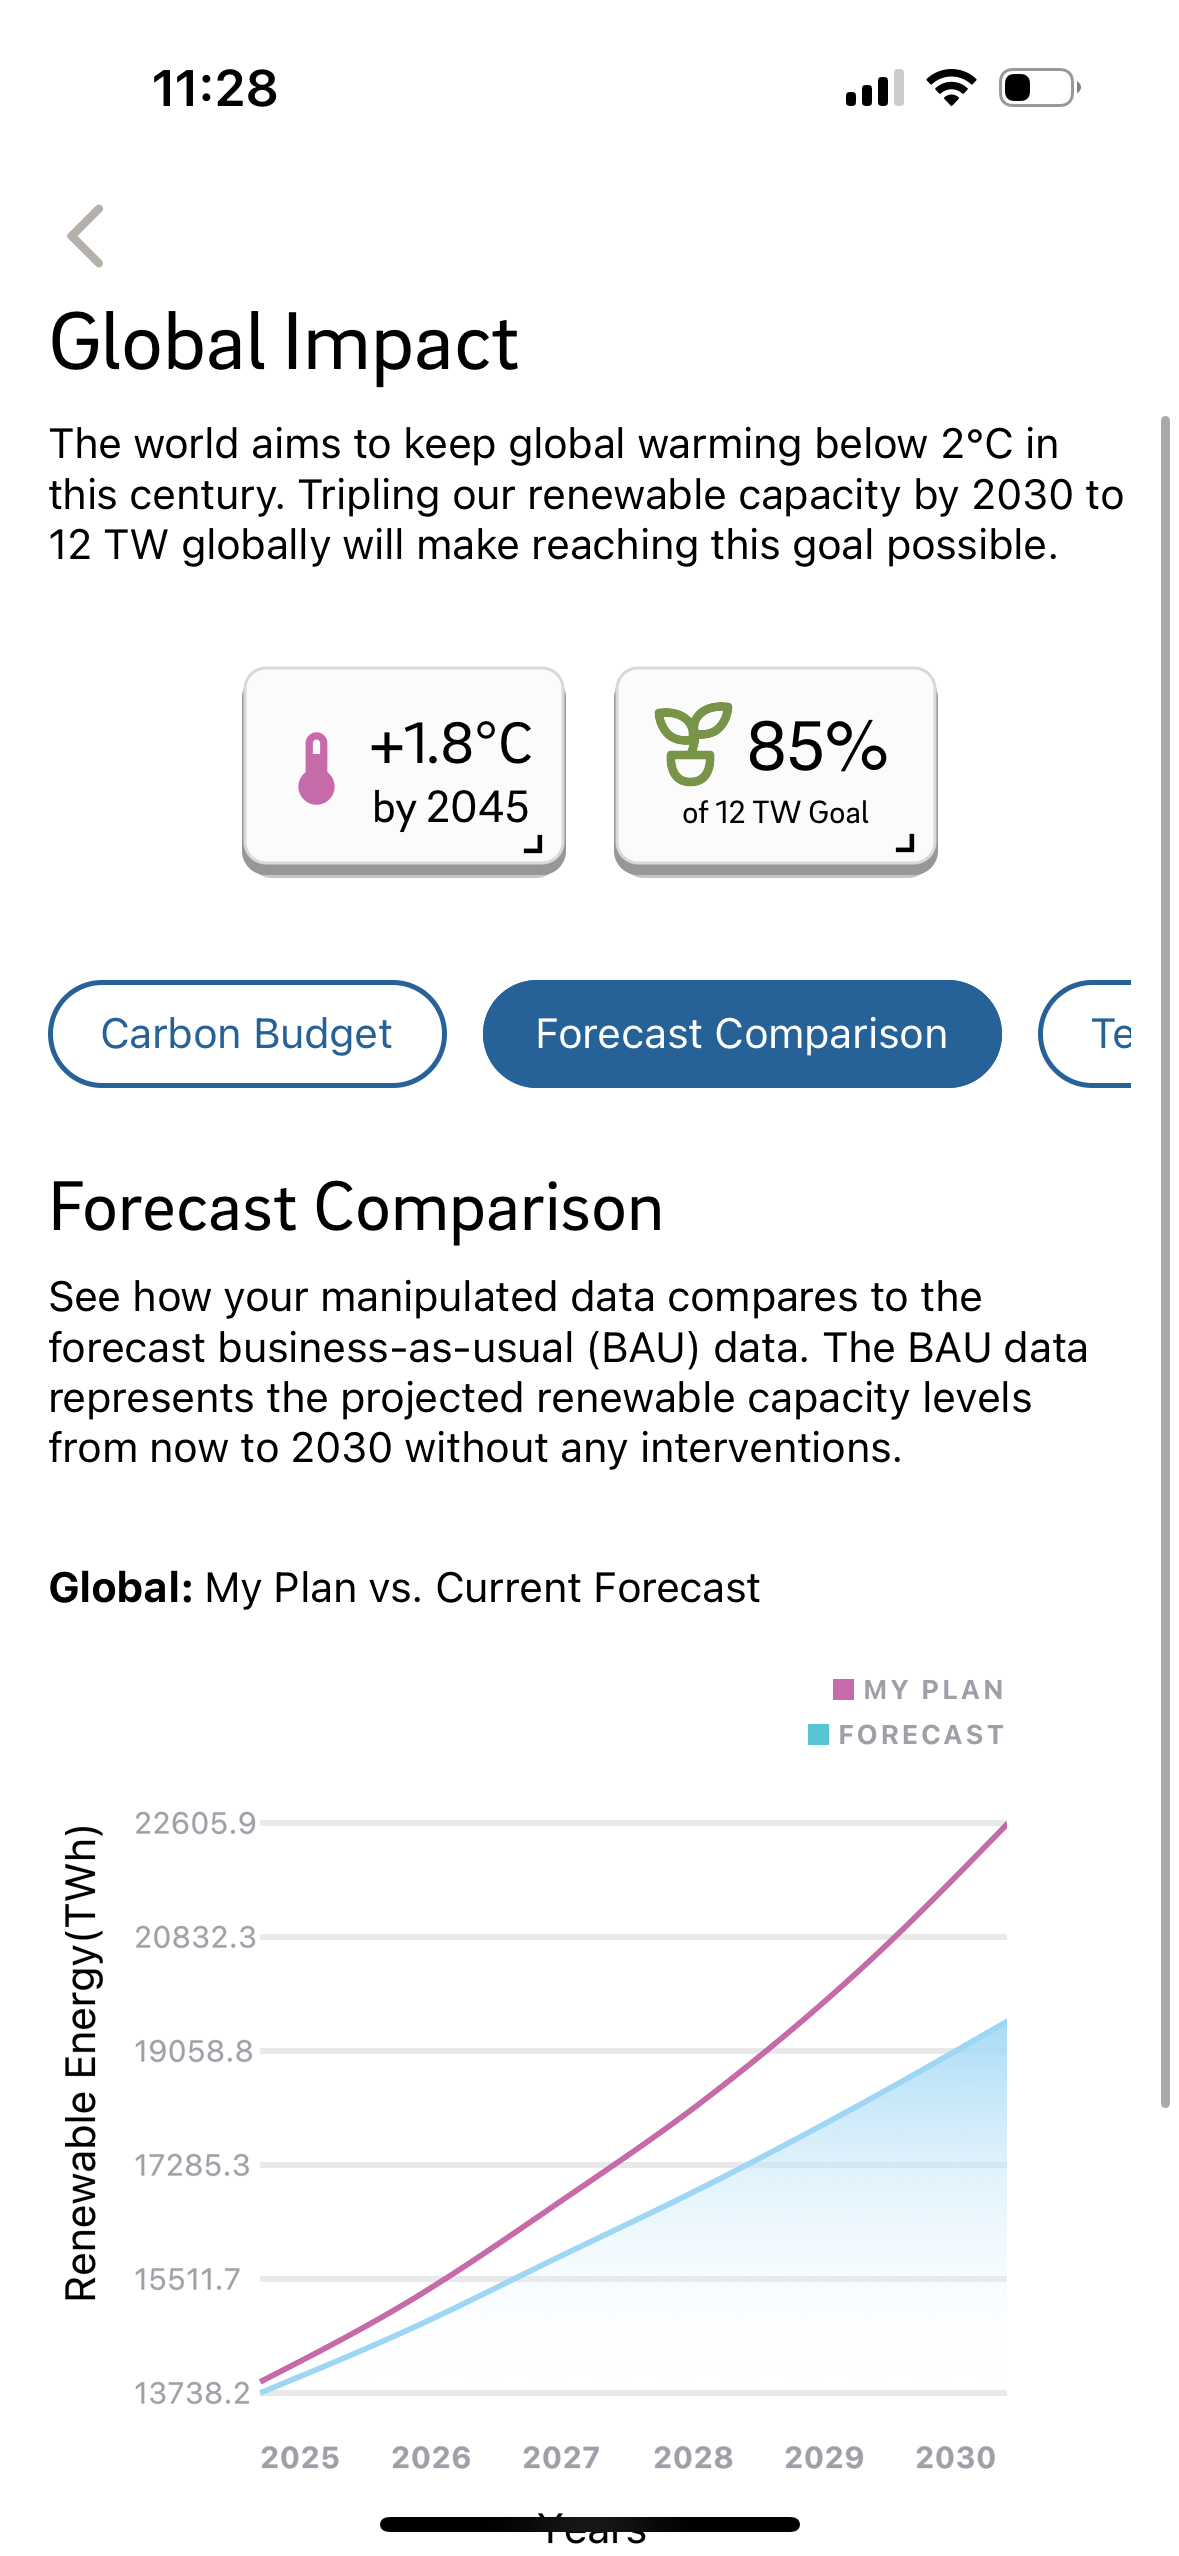 11:28
Global Impact
The world aims to keep global warming below 2°C in
this century. Tripling our renewable capacity by 2030 to
12 TW globally will make reaching this goal possible.
+1.8°C
by 2045
85%
of 12 TW Goal
Carbon Budget
Forecast Comparison
Te
Forecast Comparison
See how your manipulated data compares to the
forecast business-as-usual (BAU) data. The BAU data
represents the projected renewable capacity levels
from now to 2030 without any interventions.
Global: My Plan vs. Current Forecast
MY PLAN
FORECAST
Renewable Energy(TWh)
22605.9
20832.3
19058.8
17285.3
15511.7
13738.2
2025 2026 2027 2028 2029 2030
Years